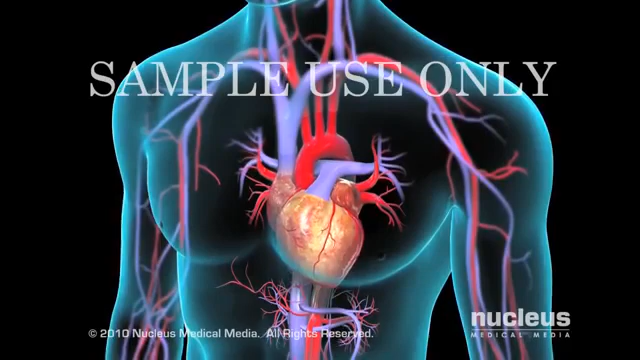 SAMPLE USE ONLY
nucleus
MEDICAL MEDIA
© 2010 Nucleus Medical Media. All Rights Reserved.